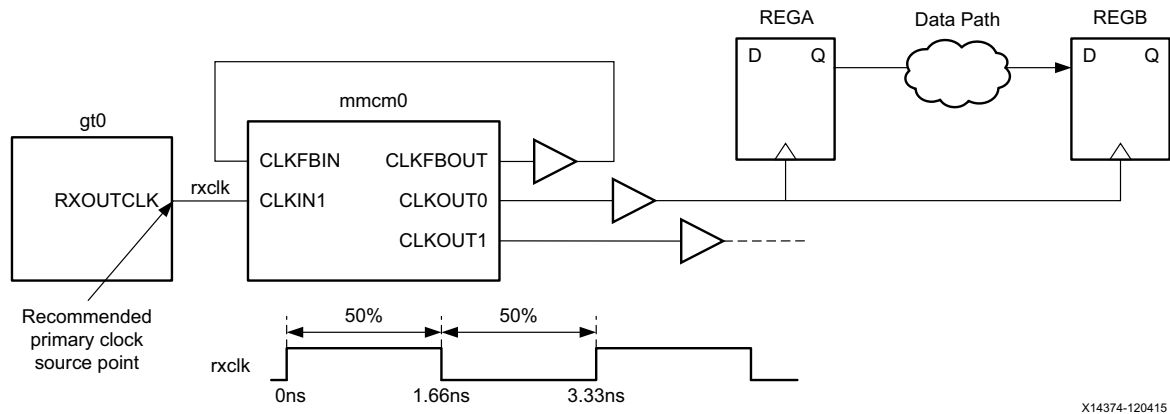 REGA
Data Path
REGB
D
Q
D
Q
mmcm0
gt0
CLKFBIN
CLKFBOUT
RXOUTCLK
rxclk
CLKIN1
CLKOUT0
CLKOUT1
Recommended
primary clock
source point
50%
50%
rxclk
0ns
1.66ns
3.33ns
X14374-120415